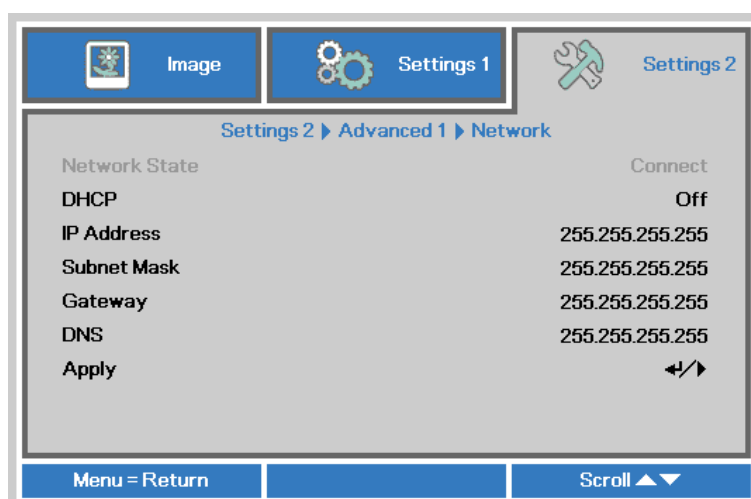 Image Settings 1 Settings 2
Settings 2 Advanced 1 Network
Network State Connect
DHCP Off
IP Address 255.255.255.255
Subnet Mask 255.255.255.255
Gateway 255.255.255.255
DNS 255.255.255.255
Apply ↵/▶
Menu = Return Scroll ▲▼